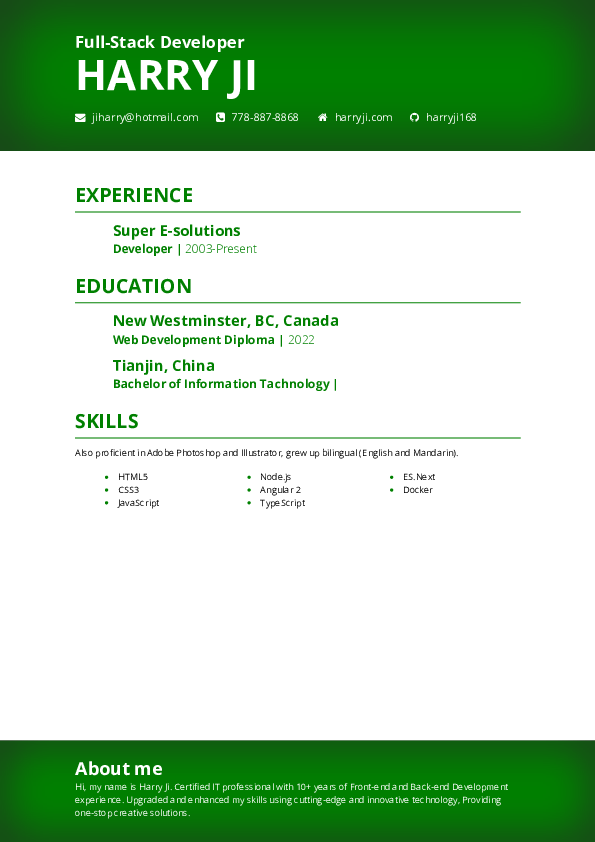 Full-Stack Developer
HARRY JI
jiharry@hotmail.com 778-887-8868 harryji.com harryji168
EXPERIENCE
Super E-solutions
Developer | 2003-Present
EDUCATION
New Westminster, BC, Canada
Web Development Diploma | 2022
Tianjin, China
Bachelor of Information Tachnology |
SKILLS
Also proficient in Adobe Photoshop and Illustrator, grew up bilingual (English and Mandarin).
HTML5
CSS3
JavaScript
Node.js
Angular 2
TypeScript
ES.Next
Docker
About me
Hi, my name is Harry Ji. Certified IT professional with 10+ years of Front-end and Back-end Development
experience. Upgraded and enhanced my skills using cutting-edge and innovative technology, Providing
one-stop creative solutions.